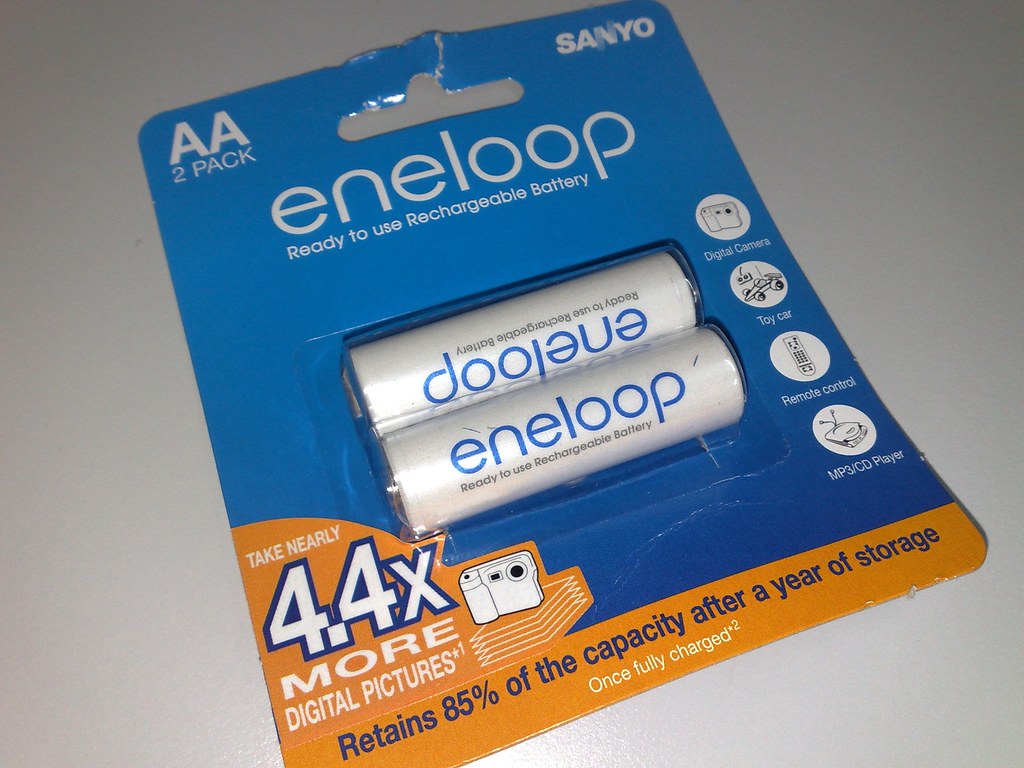 SANYO
AA
2 PACK
eneloop
Ready to use Rechargeable Battery
Digital Camera
Toy car
Remote control
MP3/CD Player
Ready to use Rechargeable Battery
eneloop
eneloop
Ready to use Rechargeable Battery
TAKE NEARLY
4.4x
MORE
DIGITAL PICTURES*1
Retains 85% of the capacity after a year of storage
Once fully charged*2